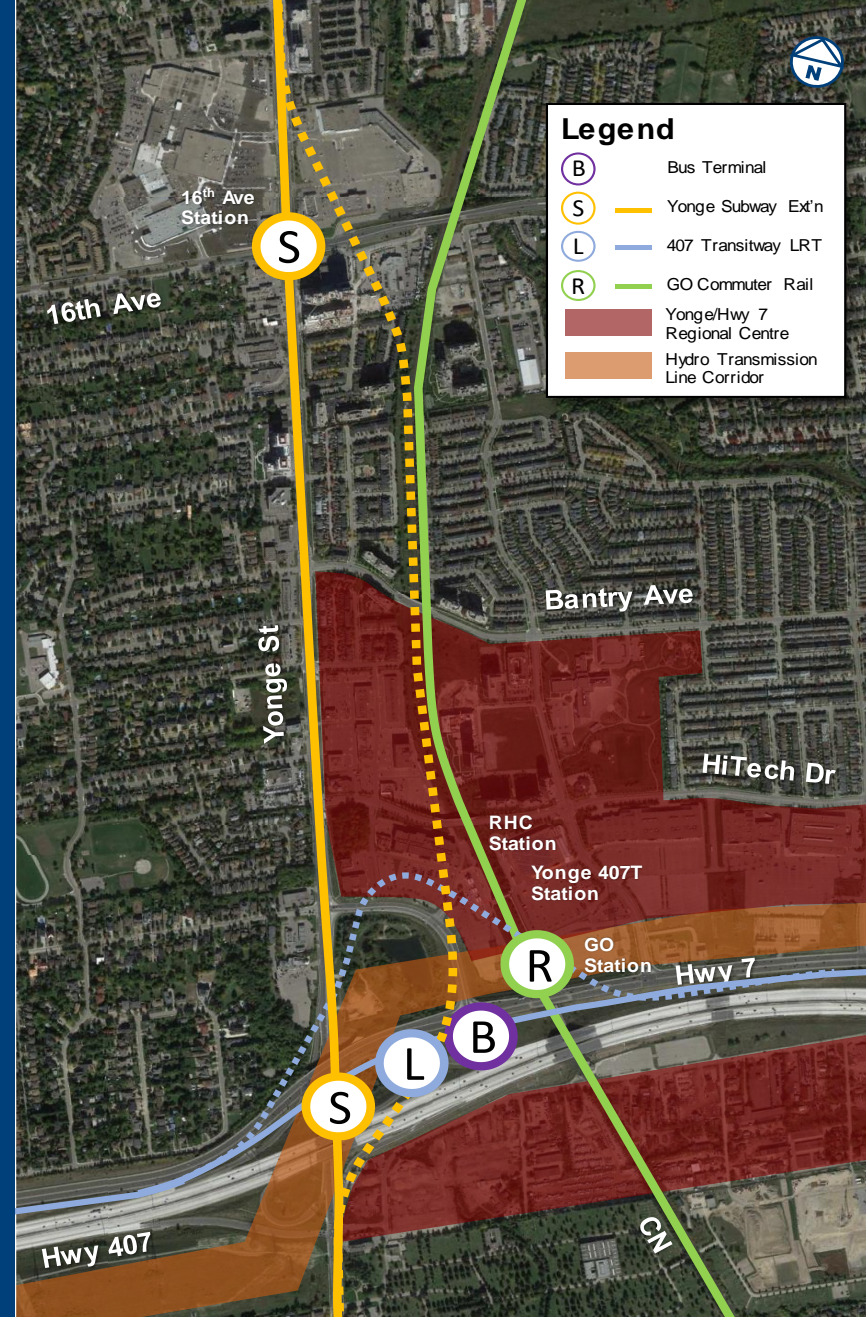 N
Legend
B Bus Terminal
S Yonge Subway Ext'n
L 407 Transitway LRT
R GO Commuter Rail
Yonge/Hwy 7
Regional Centre
Hydro Transmission
Line Corridor
16th Ave
Station
S
16th Ave
Bantry Ave
Yonge St
HiTech Dr
RHC
Station
Yonge 407T
Station
GO
Station
R
Hwy 7
B
L
S
CN
Hwy 407